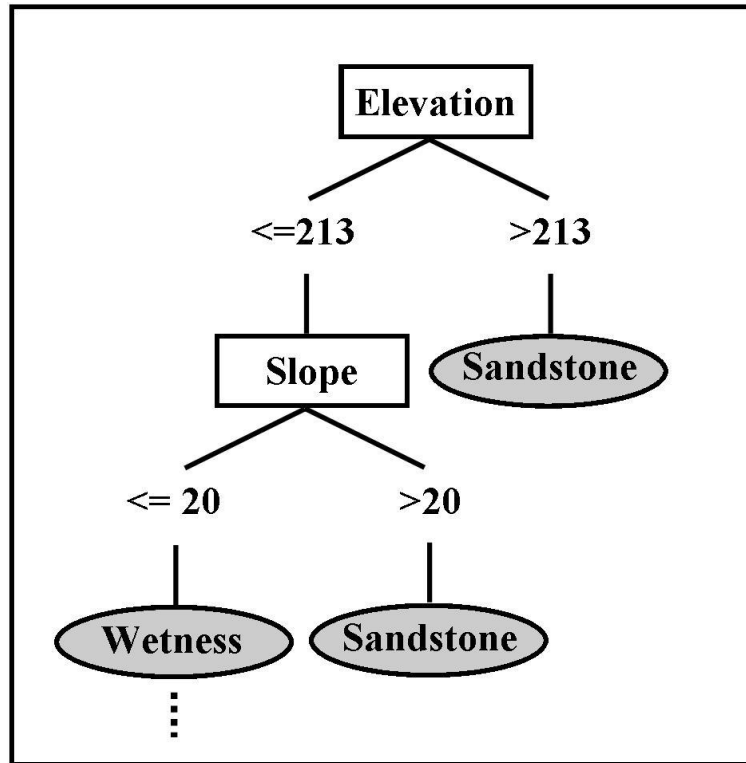 Elevation
<=213
>213
Slope
Sandstone
<= 20
>20
Wetness
Sandstone